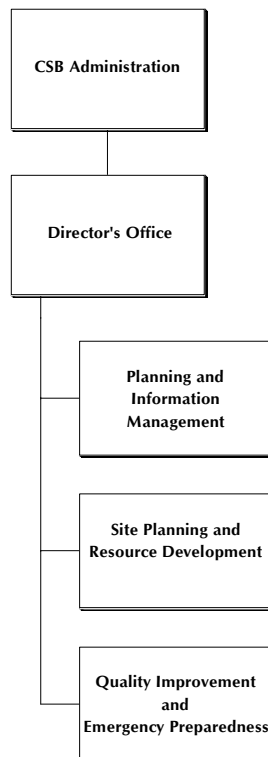 CSB Administration
Director's Office
Planning and
Information
Management
Site Planning and
Resource Development
Quality Improvement
and
Emergency Preparedness